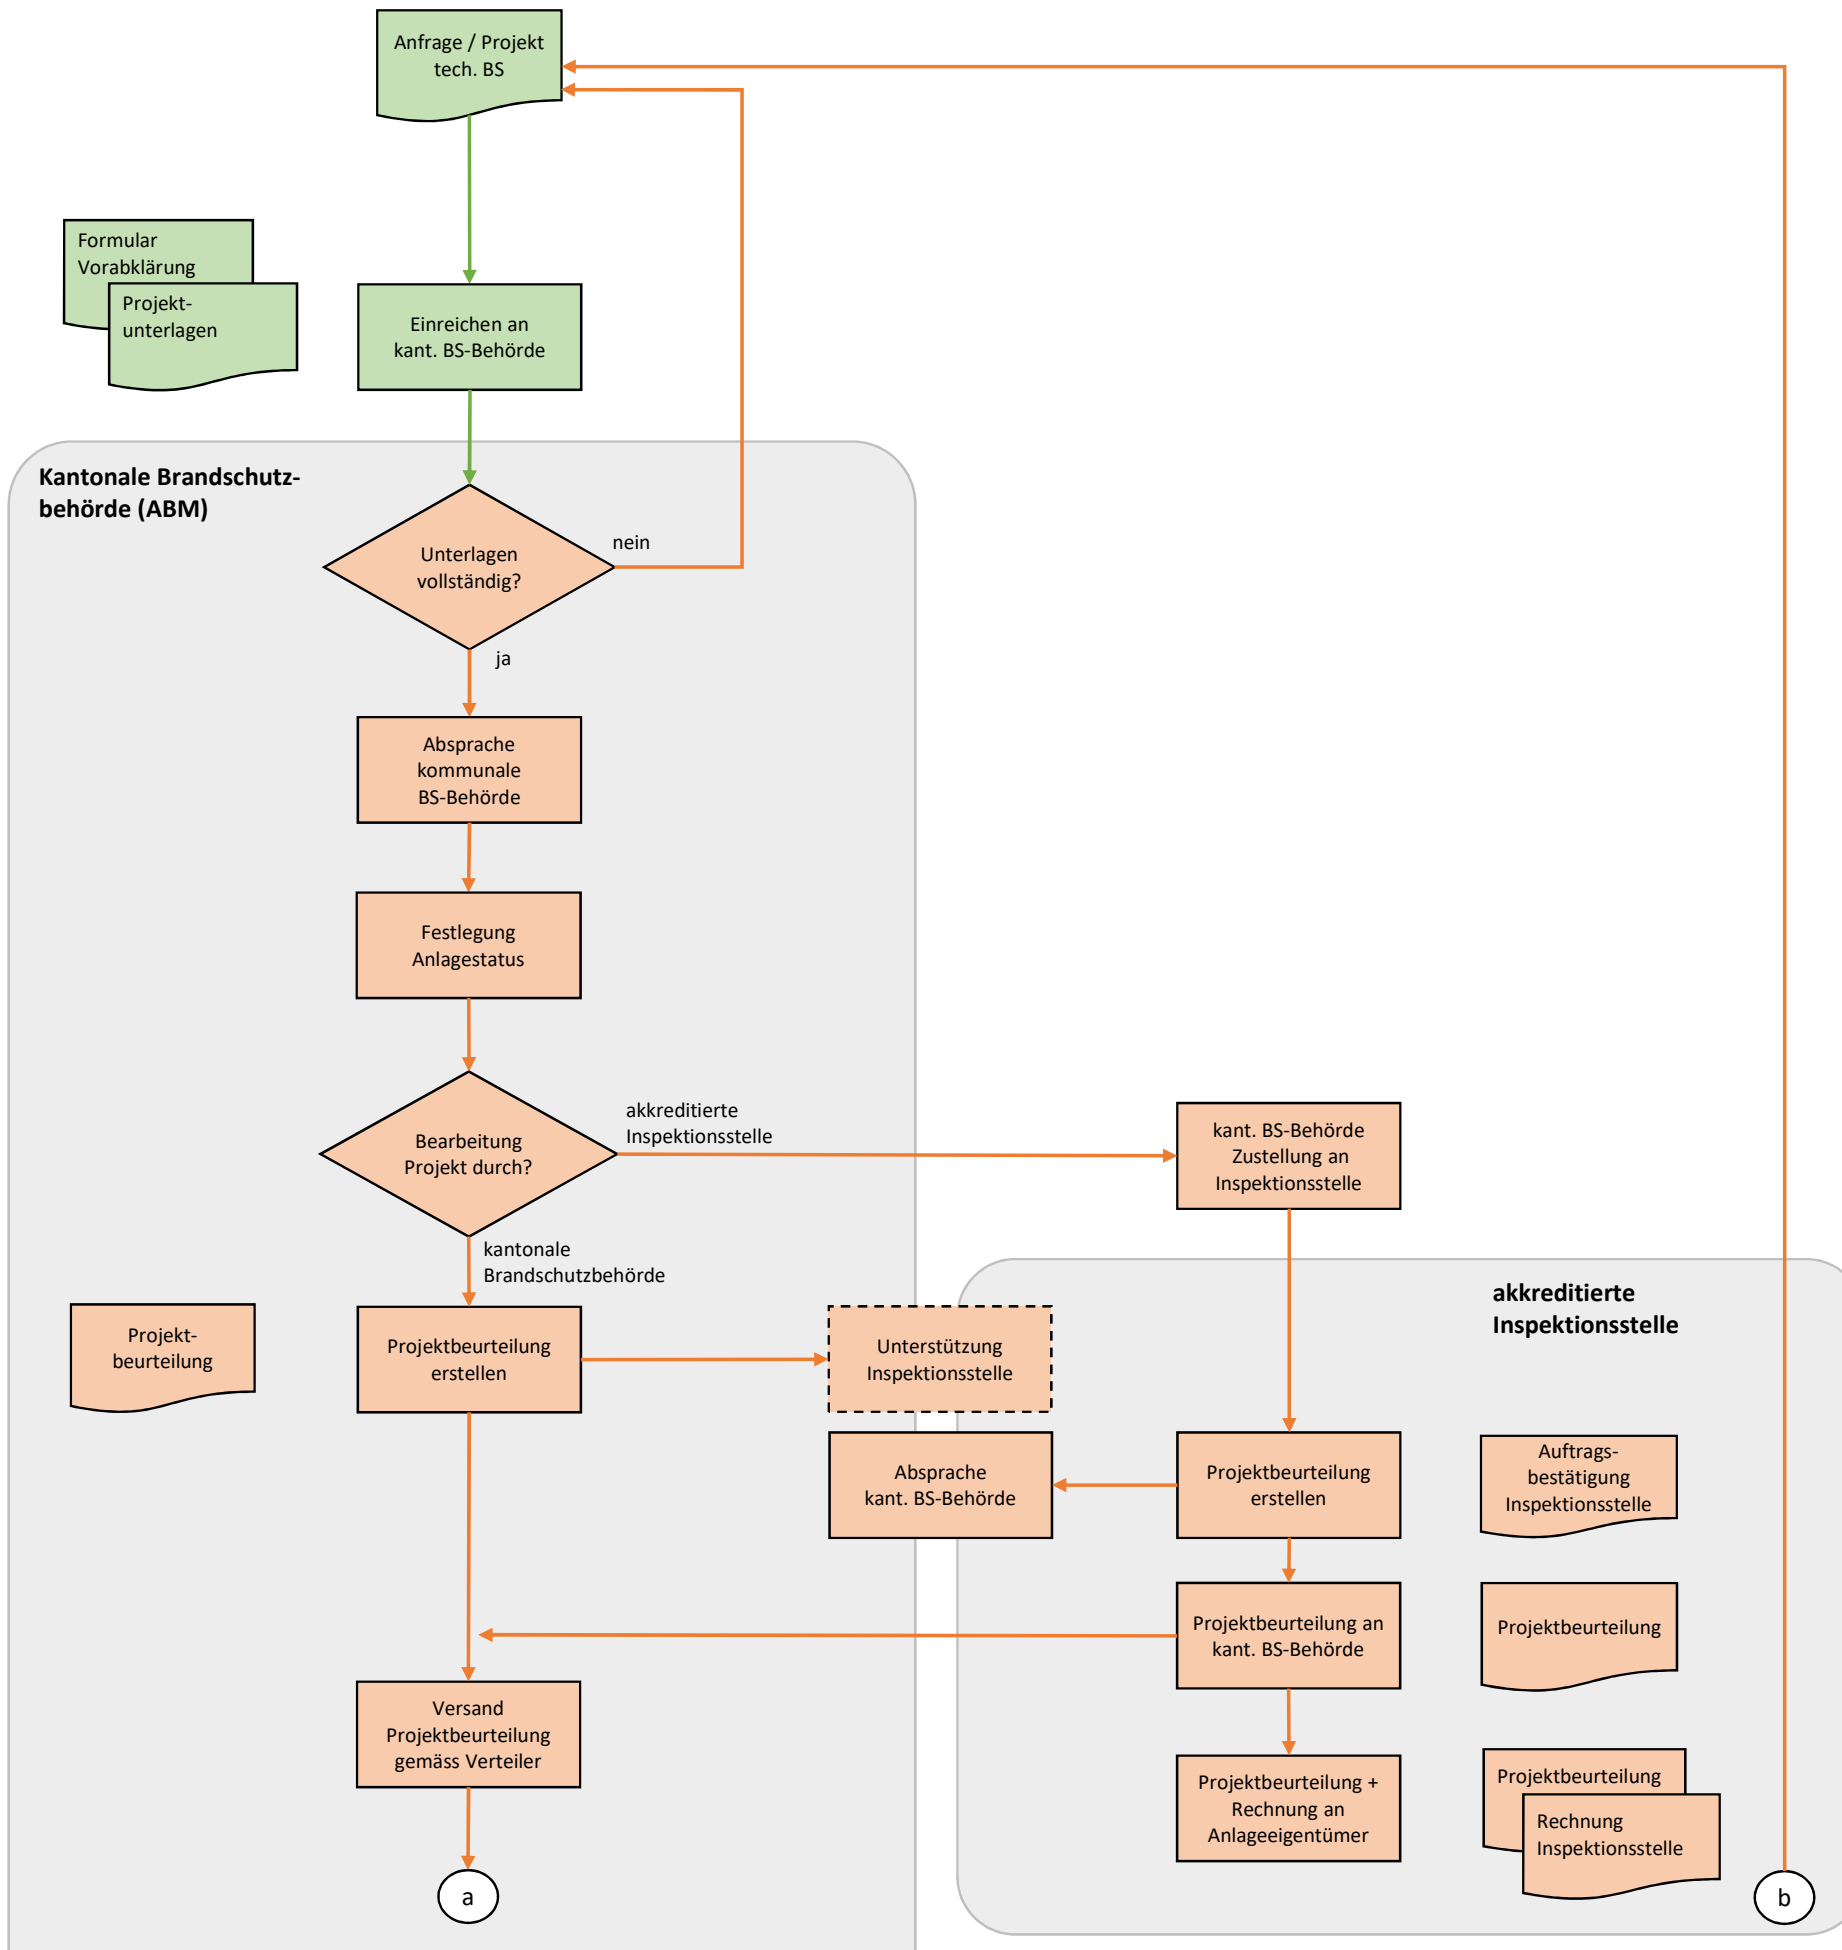 Anfrage / Projekt
tech. BS
Formular
Vorabklärung
Projekt-
unterlagen
Einreichen an
kant. BS-Behörde
Kantonale Brandschutz-
behörde (ABM)
Unterlagen
vollständig?
nein
ja
Absprache
kommunale
BS-Behörde
Festlegung
Anlagestatus
Bearbeitung
Projekt durch?
akkreditierte
Inspektionsstelle
kant. BS-Behörde
Zustellung an
Inspektionsstelle
kantonale
Brandschutzbehörde
akkreditierte
Inspektionsstelle
Projekt-
beurteilung
Projektbeurteilung
erstellen
Unterstützung
Inspektionsstelle
Absprache
kant. BS-Behörde
Projektbeurteilung
erstellen
Auftrags-
bestätigung
Inspektionsstelle
Projektbeurteilung an
kant. BS-Behörde
Projektbeurteilung
Versand
Projektbeurteilung
gemäss Verteiler
Projektbeurteilung +
Rechnung an
Anlageeigentümer
Projektbeurteilung
Rechnung
Inspektionsstelle
a
b